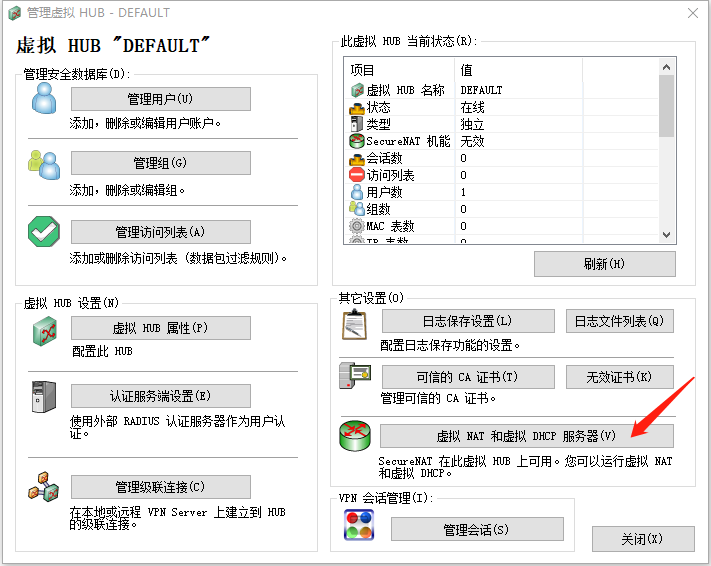 管理虚拟 HUB - DEFAULT
虚拟 HUB "DEFAULT"
管理安全数据库(D):
管理用户(U)
添加，删除或编辑用户账户。
管理组(G)
添加，删除或编辑组。
管理访问列表(A)
添加或删除访问列表 (数据包过滤规则)。
此虚拟 HUB 当前状态(R):
项目 值
虚拟 HUB 名称 DEFAULT
状态 在线
类型 独立
SecureNAT 机能 无效
会话数 0
访问列表 0
用户数 1
组数 0
MAC 表数 0
IP 表数 0
刷新(H)
虚拟 HUB 设置(N)
虚拟 HUB 属性(P)
配置此 HUB
认证服务端设置(E)
使用外部 RADIUS 认证服务器作为用户认
证。
管理级联连接(C)
在本地或远程 VPN Server 上建立到 HUB
的级联连接。
其它设置(O)
日志保存设置(L) 日志文件列表(Q)
配置日志保存功能的设置。
可信的 CA 证书(T) 无效证书(K)
管理可信的 CA 证书。
虚拟 NAT 和虚拟 DHCP 服务器(V)
SecureNAT 在此虚拟 HUB 上可用。您可以运行虚拟 NAT
和虚拟 DHCP。
VPN 会话管理(I):
管理会话(S)
关闭(X)